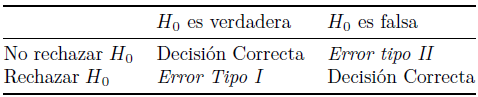 H₀ es verdadera H₀ es falsa
No rechazar H₀ Decisión Correcta Error tipo II
Rechazar H₀ Error Tipo I Decisión Correcta